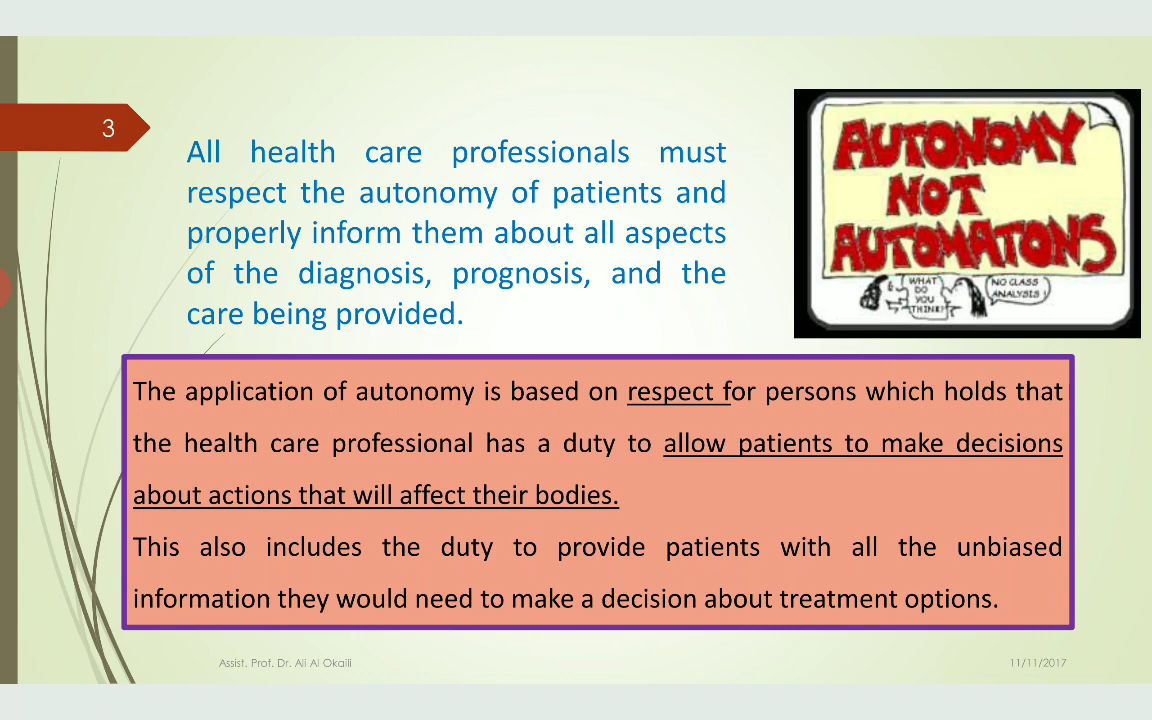 3
All health care professionals must
respect the autonomy of patients and
properly inform them about all aspects
of the diagnosis, prognosis, and the
care being provided.
AUTONOMY
NOT
AUTOMATONS
WHAT
DO
YOU
THINK?
NO CLASS
ANALYSIS!
The application of autonomy is based on respect for persons which holds that
the health care professional has a duty to allow patients to make decisions
about actions that will affect their bodies.
This also includes the duty to provide patients with all the unbiased
information they would need to make a decision about treatment options.
Assist. Prof. Dr. Ali Al Okaili
11/11/2017